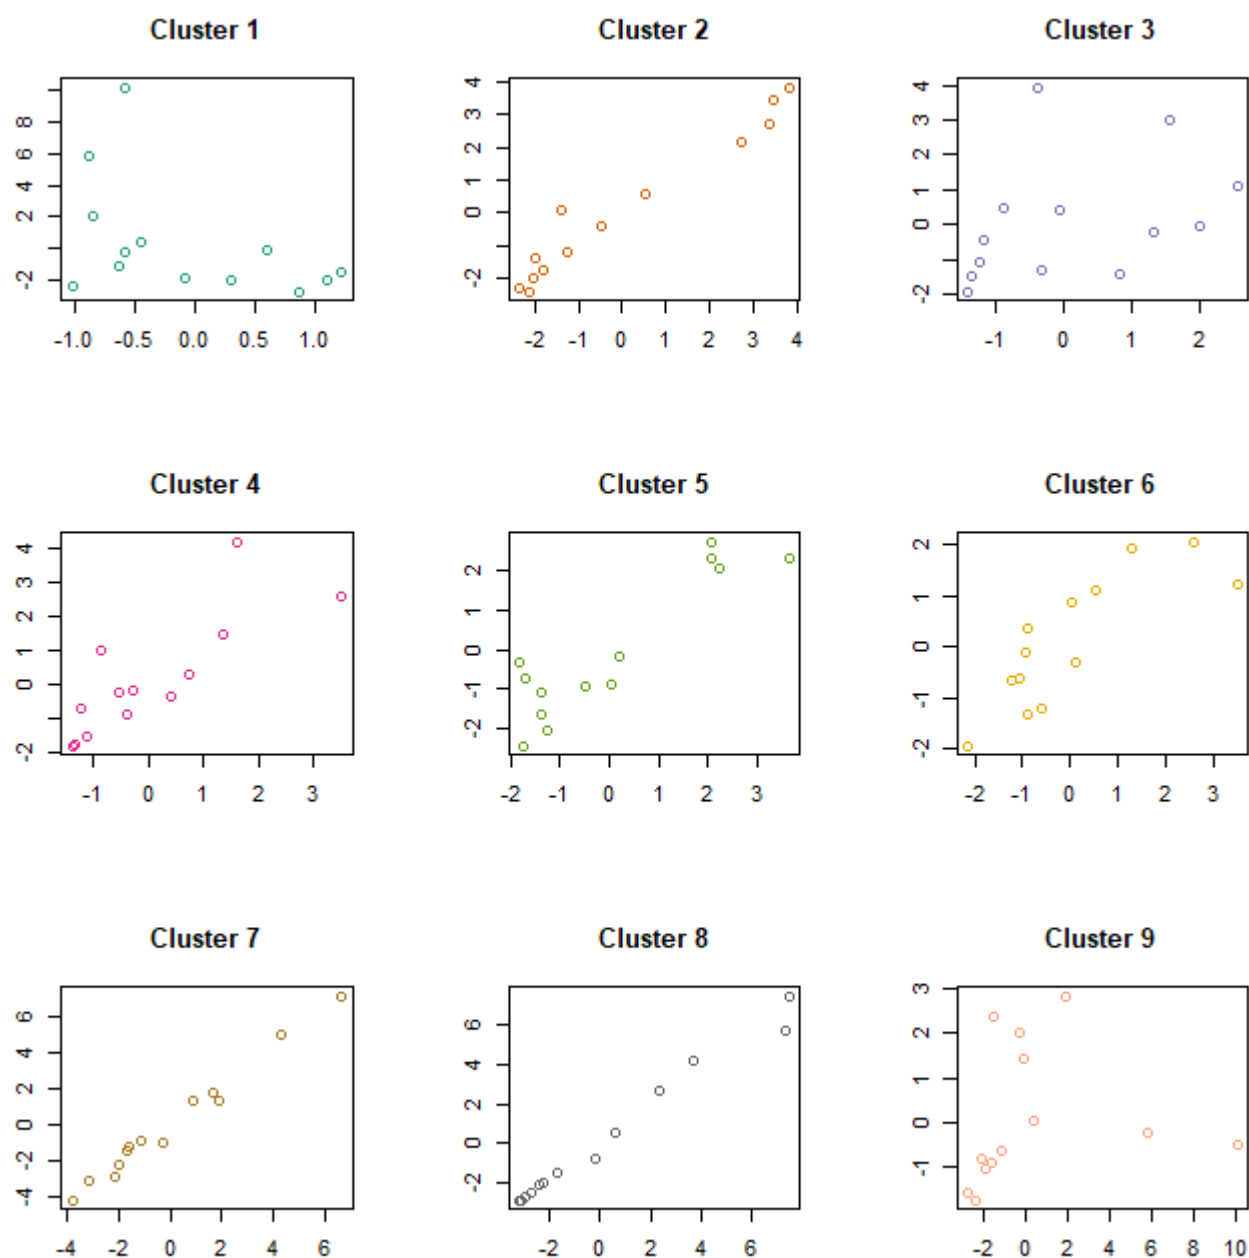 Cluster 1 Cluster 2 Cluster 3
8 6 4 2 -2
-1.0 -0.5 0.0 0.5 1.0
4 3 2 1 0 -2
-2 -1 0 1 2 3 4
4 3 2 1 0 -2
-1 0 1 2
Cluster 4 Cluster 5 Cluster 6
4 3 2 1 0 -2
-1 0 1 2 3
2 1 0 -1 -2
-2 -1 0 1 2 3
2 1 0 -1 -2
-2 -1 0 1 2 3
Cluster 7 Cluster 8 Cluster 9
6 4 2 0 -2 -4
-4 -2 0 2 4 6
6 4 2 0 -2
-2 0 2 4 6
3 2 1 0 -1
-2 0 2 4 6 8 10